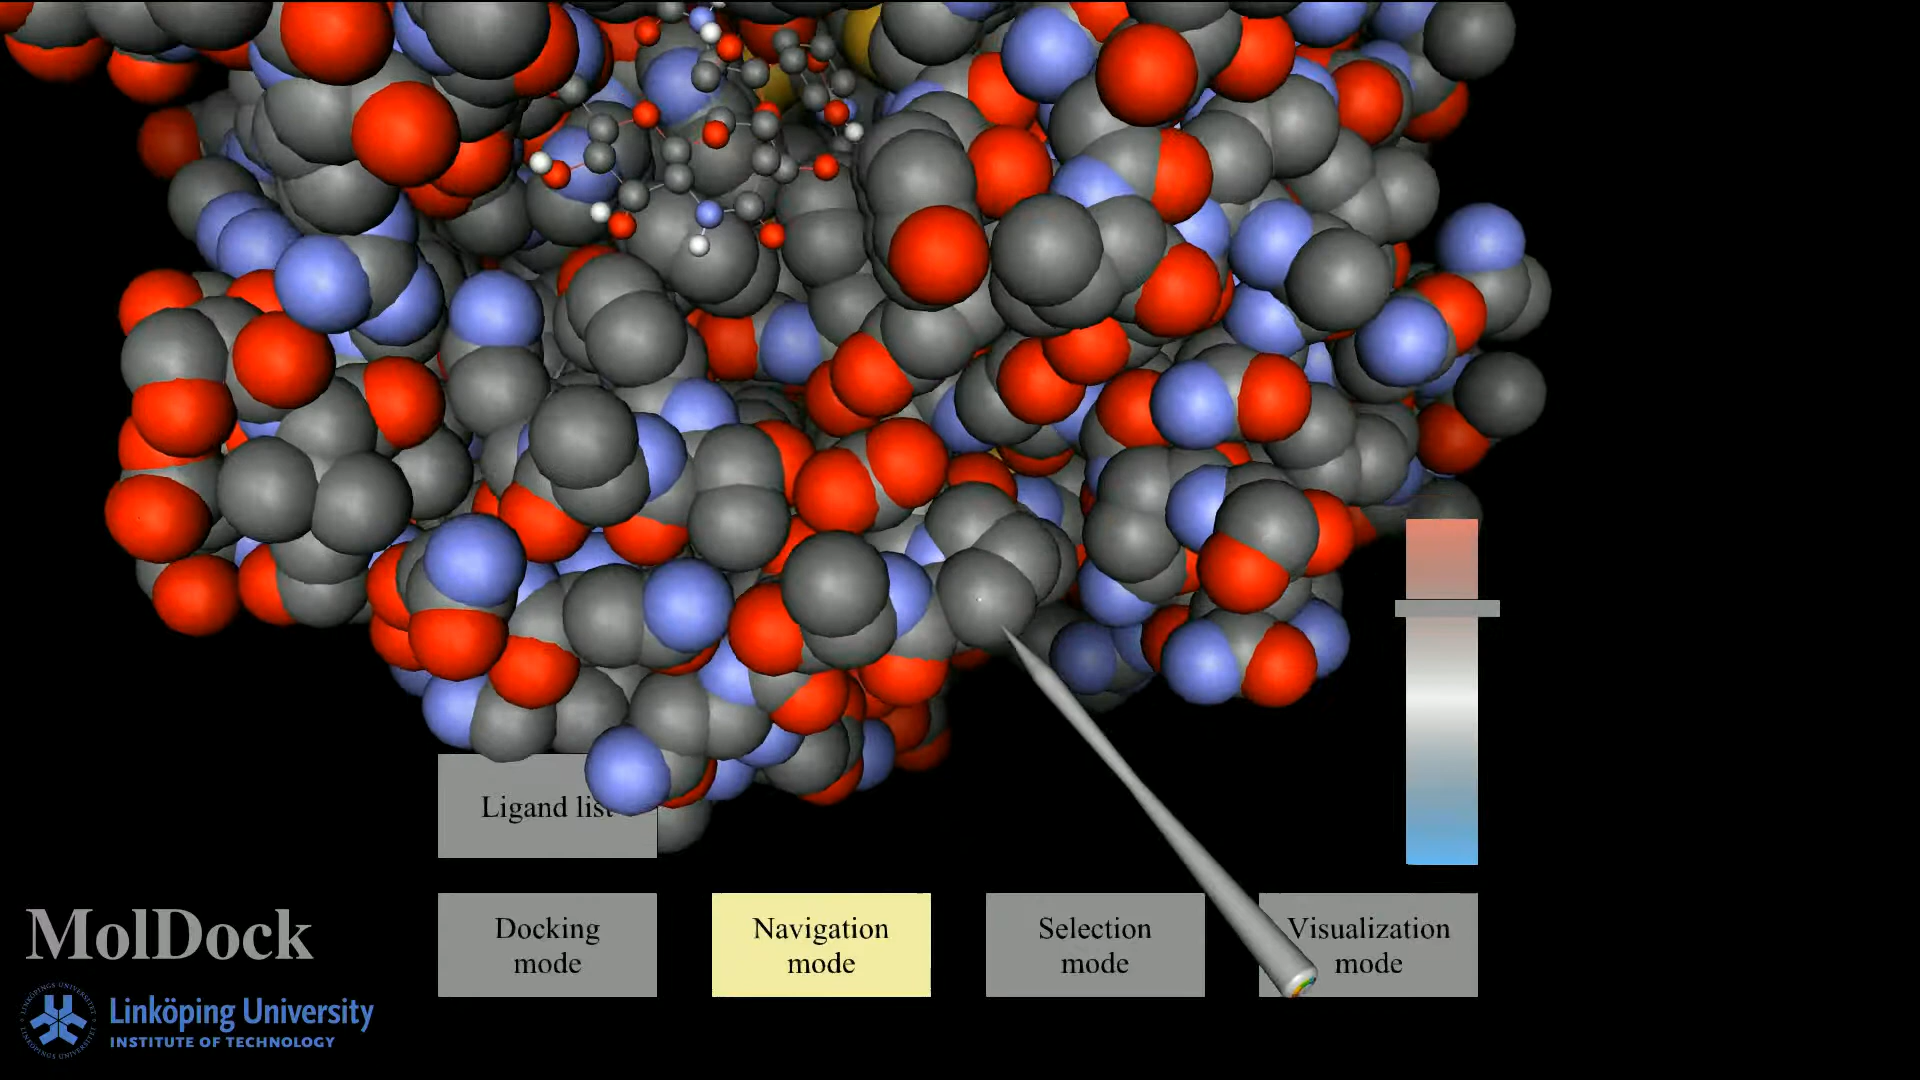 Ligand list
Docking
mode
Navigation
mode
Selection
mode
Visualization
mode
MolDock
Linköping University
INSTITUTE OF TECHNOLOGY